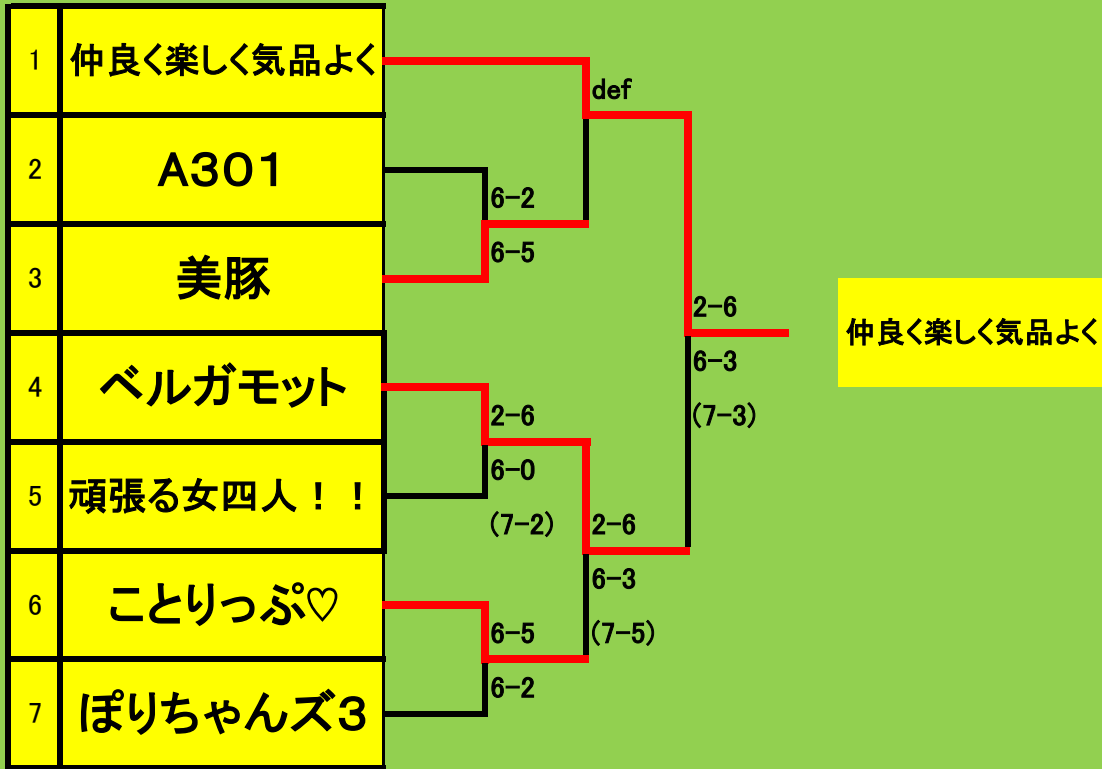 1 仲良く楽しく気品よく
2 A301
3 美豚
4 ベルガモット
5 頑張る女四人！！
6 ことりっぷ♡
7 ぽりちゃんズ3
def
6-2
6-5
2-6
6-0
(7-2)
6-5
6-2
2-6
6-3
(7-5)
2-6
6-3
(7-3)
仲良く楽しく気品よく